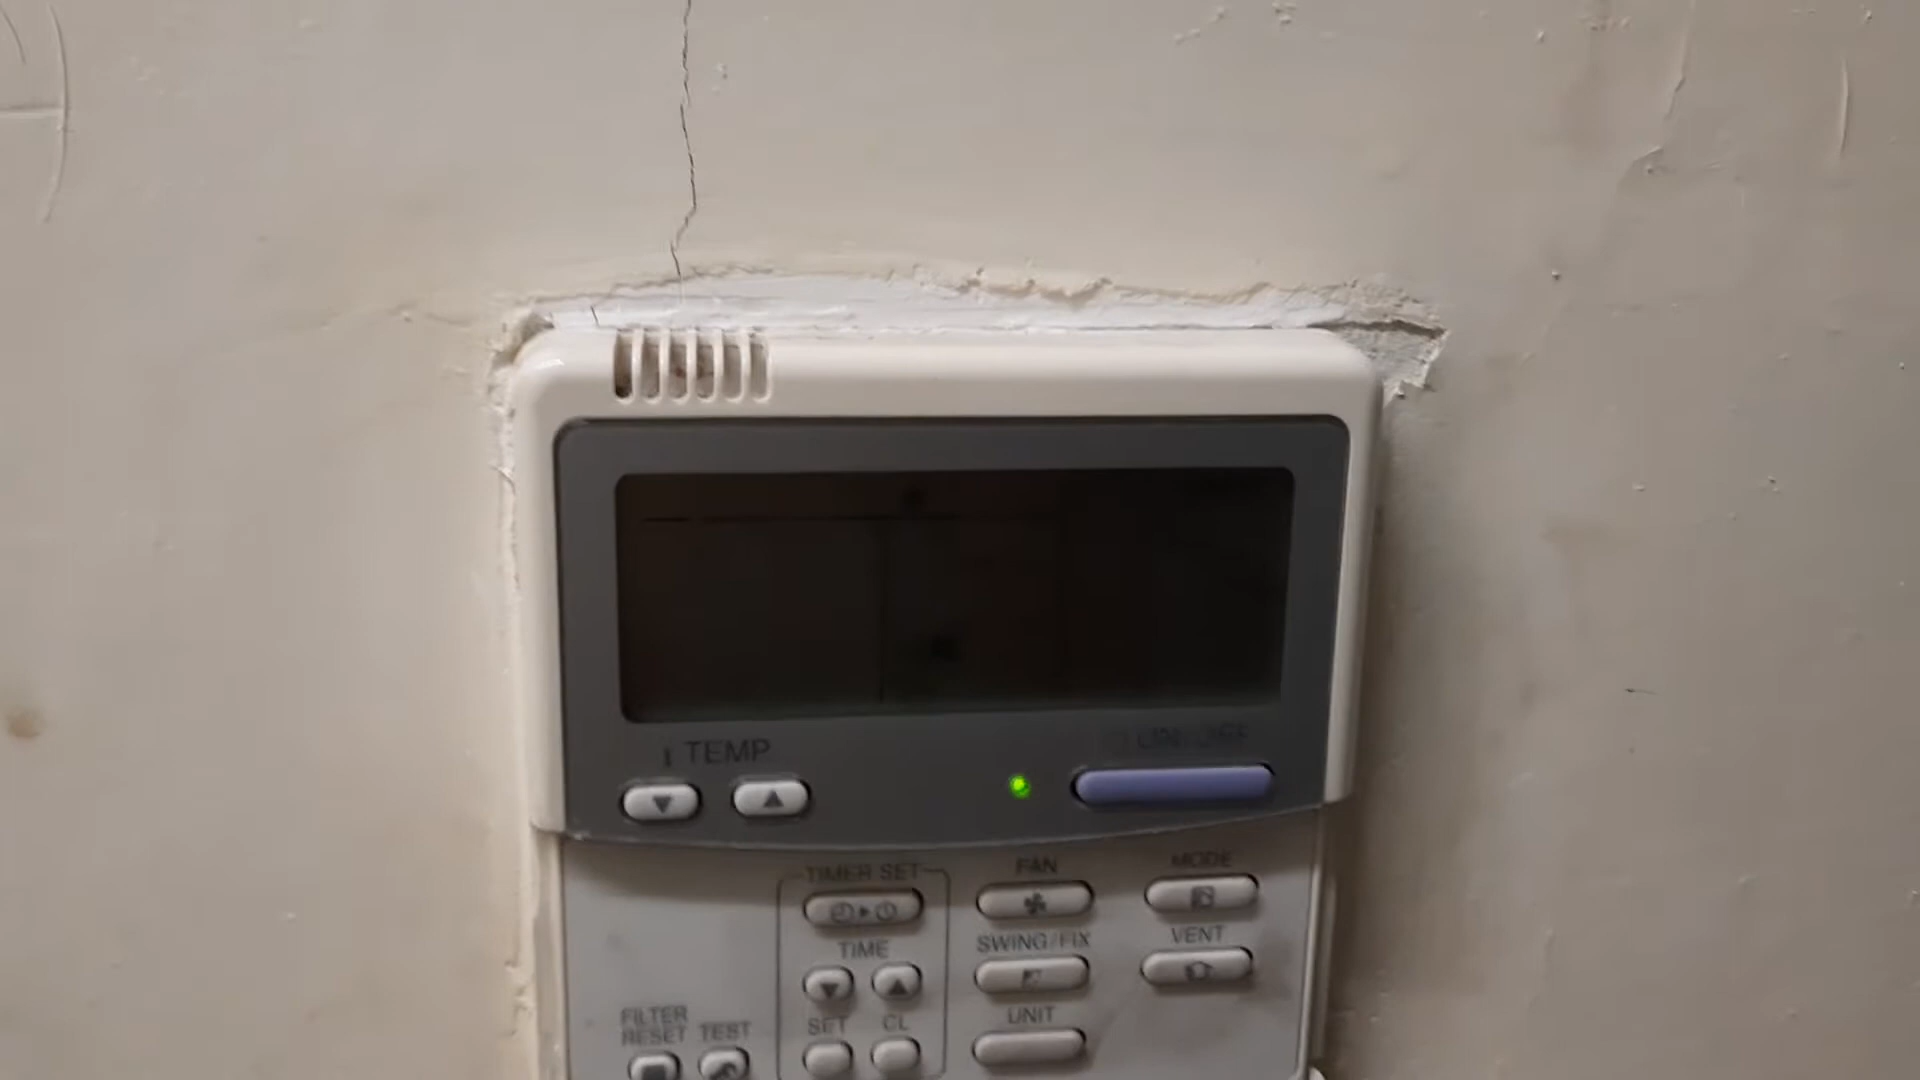 TEMP
ON / OFF
TIMER SET
FAN
MODE
TIME
SWING/FIX
VENT
FILTER
RESET
TEST
SET
CL
UNIT